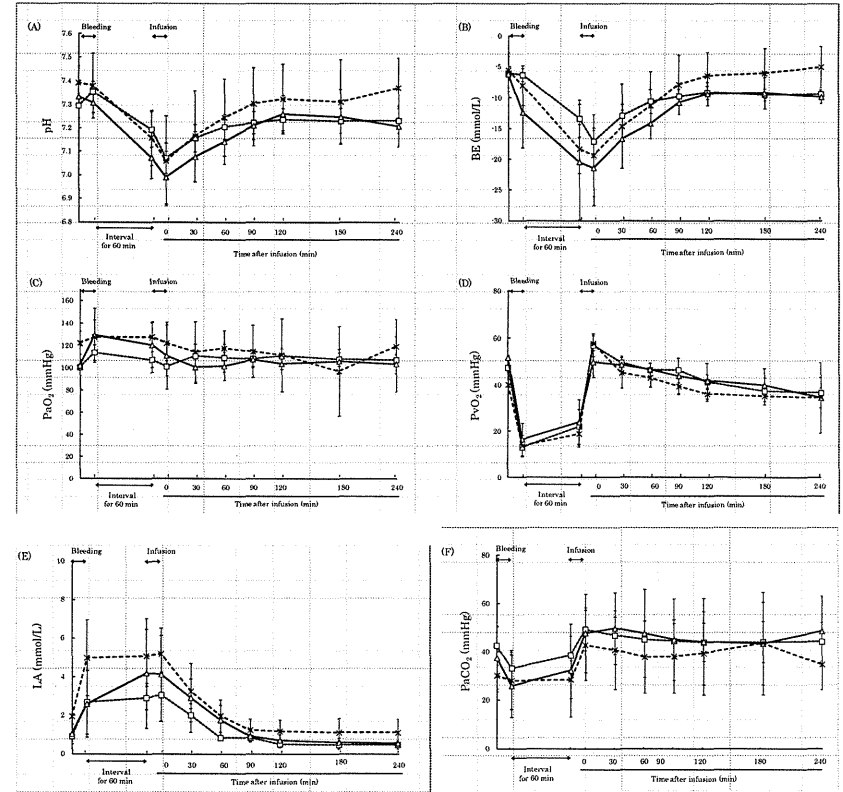 (A)
Bleeding
Infusion
7.6
7.5
7.4
7.3
7.2
7.1
7.0
6.9
6.8
pH
0 30 60 90 120 180 240
Interval
for 60 min
Time after infusion (min)
(B)
Bleeding
Infusion
0
-5
-10
-15
-20
-25
-30
BE (mmol/L)
0 30 60 90 120 180 240
Interval
for 60 min
Time after infusion (min)
(C)
Bleeding
Infusion
160
140
120
100
80
60
40
20
0
PaO2 (mmHg)
0 30 60 90 120 180 240
Interval
for 60 min
Time after infusion (min)
(D)
Bleeding
Infusion
80
60
40
20
0
PvO2 (mmHg)
0 30 60 90 120 180 240
Interval
for 60 min
Time after infusion (min)
(E)
Bleeding
Infusion
10
8
6
4
2
0
LA (mmol/L)
0 30 60 90 120 180 240
Interval
for 60 min
Time after infusion (min)
(F)
Bleeding
Infusion
80
60
40
20
0
PaCO2 (mmHg)
0 30 60 90 120 180 240
Interval
for 60 min
Time after infusion (min)